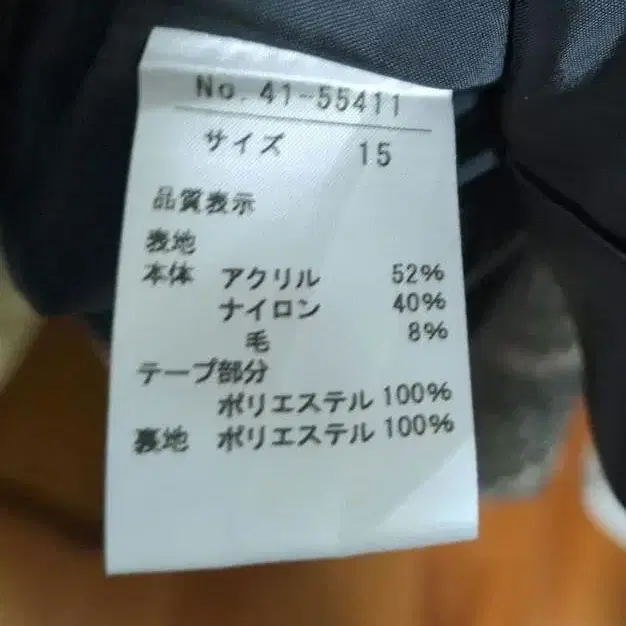 No. 41-55411
サイズ 15
品質表示
表地
本体 アクリル 52%
ナイロン 40%
毛 8%
テープ部分
ポリエステル 100%
裏地 ポリエステル 100%